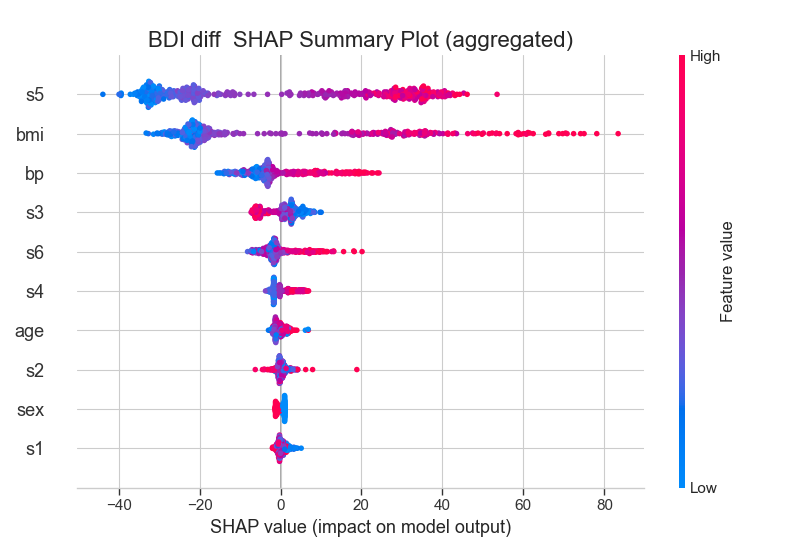 BDI diff  SHAP Summary Plot (aggregated)
High
s5
bmi
bp
s3
s6
s4
age
s2
sex
s1
Feature value
Low
−40 −20 0 20 40 60 80
SHAP value (impact on model output)